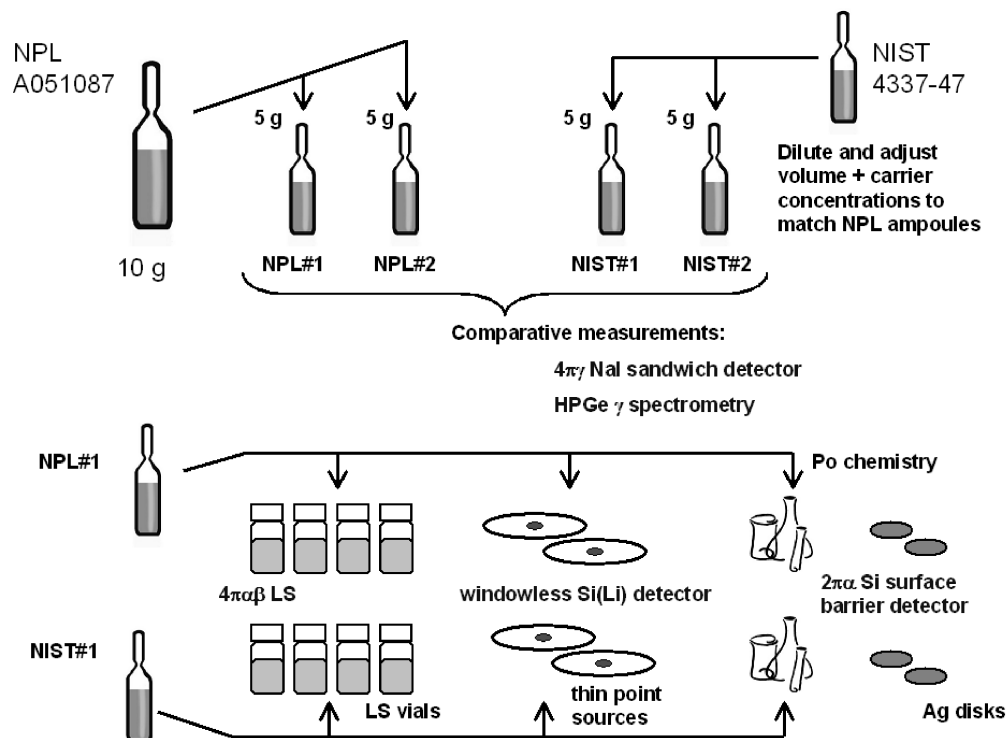 NPL
A051087
10 g
5 g
5 g
NPL#1
NPL#2
5 g
5 g
NIST#1
NIST#2
NIST
4337-47
Dilute and adjust
volume + carrier
concentrations to
match NPL ampoules
Comparative measurements:
4πγ NaI sandwich detector
HPGe γ spectrometry
NPL#1
Po chemistry
4παβ LS
windowless Si(Li) detector
2πα Si surface
barrier detector
NIST#1
LS vials
thin point
sources
Ag disks